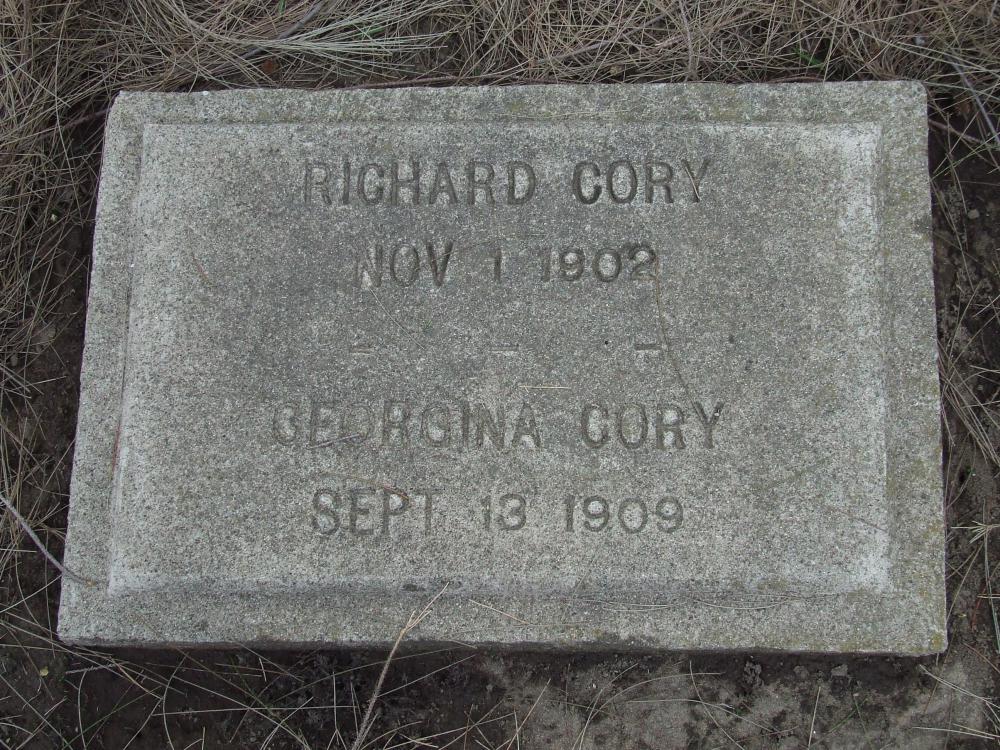 RICHARD CORY
NOV 1 1902
- - -
GEORGINA CORY
SEPT 13 1909